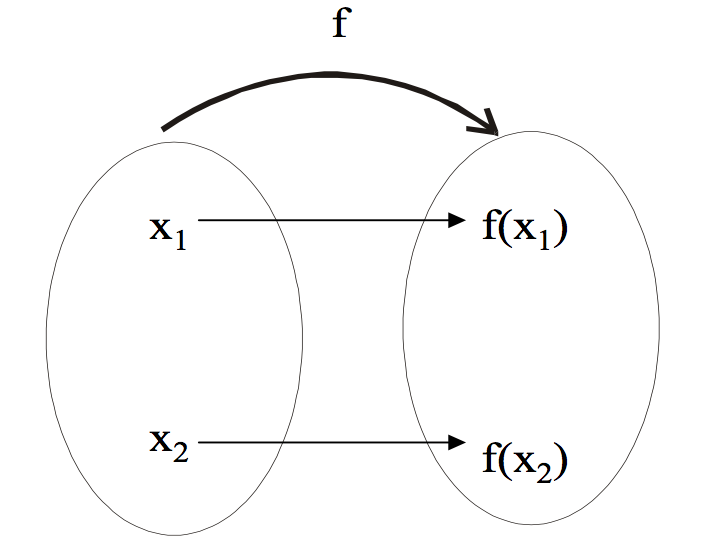 f
x₁ f(x₁)
x₂ f(x₂)